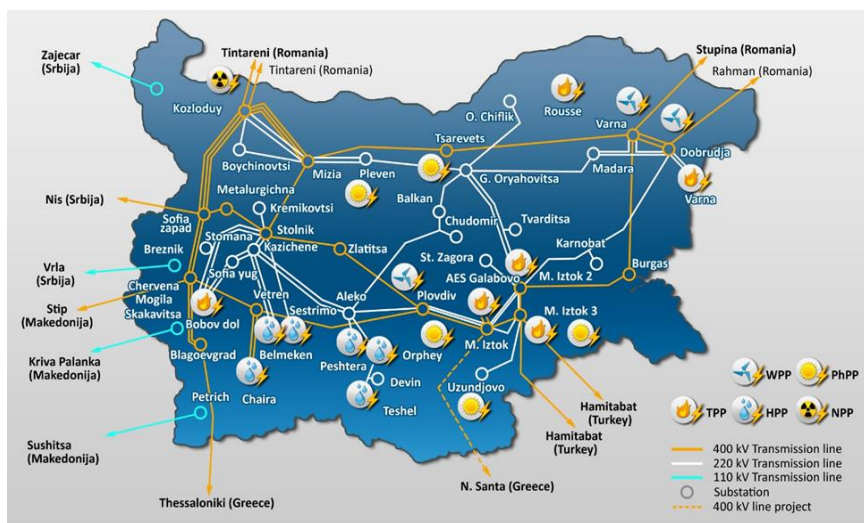 Zajecar
(Srbija)
Tintareni (Romania)
Tintareni (Romania)
Stupina (Romania)
Rahman (Romania)
Kozloduy
O. Chiflik
Rousse
Varna
Tsarevets
Dobrudja
Boychinovtsi
Mizia
Pleven
G. Oryahovitsa
Madara
Varna
Metalurgichna
Nis (Srbija)
Kremikovtsi
Balkan
Sofia
zapad
Stolnik
Chudomir
Tvarditsa
Breznik
Stomana
Kazichene
Zlatitsa
Karnobat
Vrla
(Srbija)
Sofia yug
St. Zagora
AES Galabovo
M. Iztok 2
Burgas
Chervena
Mogila
Skakavitsa
Vetren
Sestrimo
Aleko
Plovdiv
Stip
(Makedonija)
Bobov dol
M. Iztok
M. Iztok 3
Blagoevgrad
Belmeken
Peshtera
Orphey
Kriva Palanka
(Makedonija)
Petrich
Chaira
Devin
Teshel
Uzundjovo
WPP
PhPP
Hamitabat
(Turkey)
TPP
HPP
NPP
Sushitsa
(Makedonija)
Hamitabat
(Turkey)
400 kV Transmission line
220 kV Transmission line
110 kV Transmission line
Substation
400 kV line project
Thessaloniki (Greece)
N. Santa (Greece)